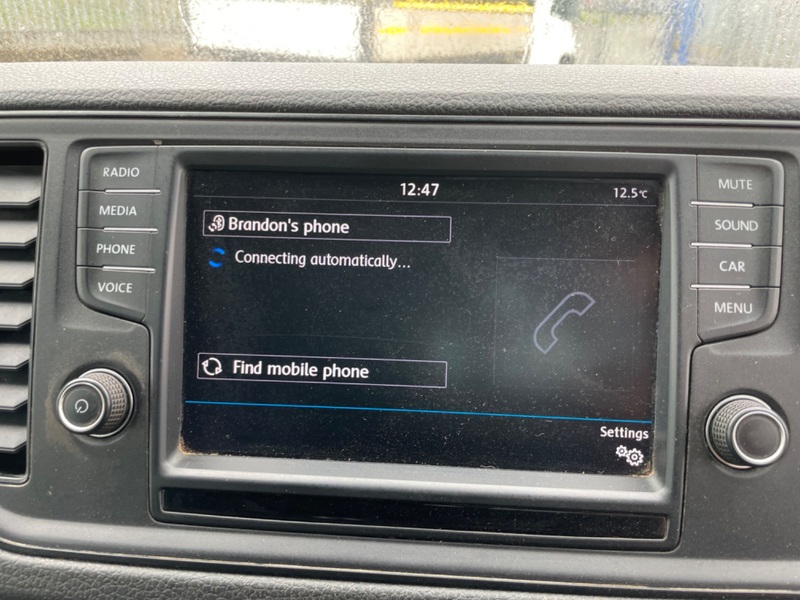 RADIO
MEDIA
PHONE
VOICE
12:47
12.5°C
Brandon's phone
Connecting automatically...
Find mobile phone
Settings
MUTE
SOUND
CAR
MENU